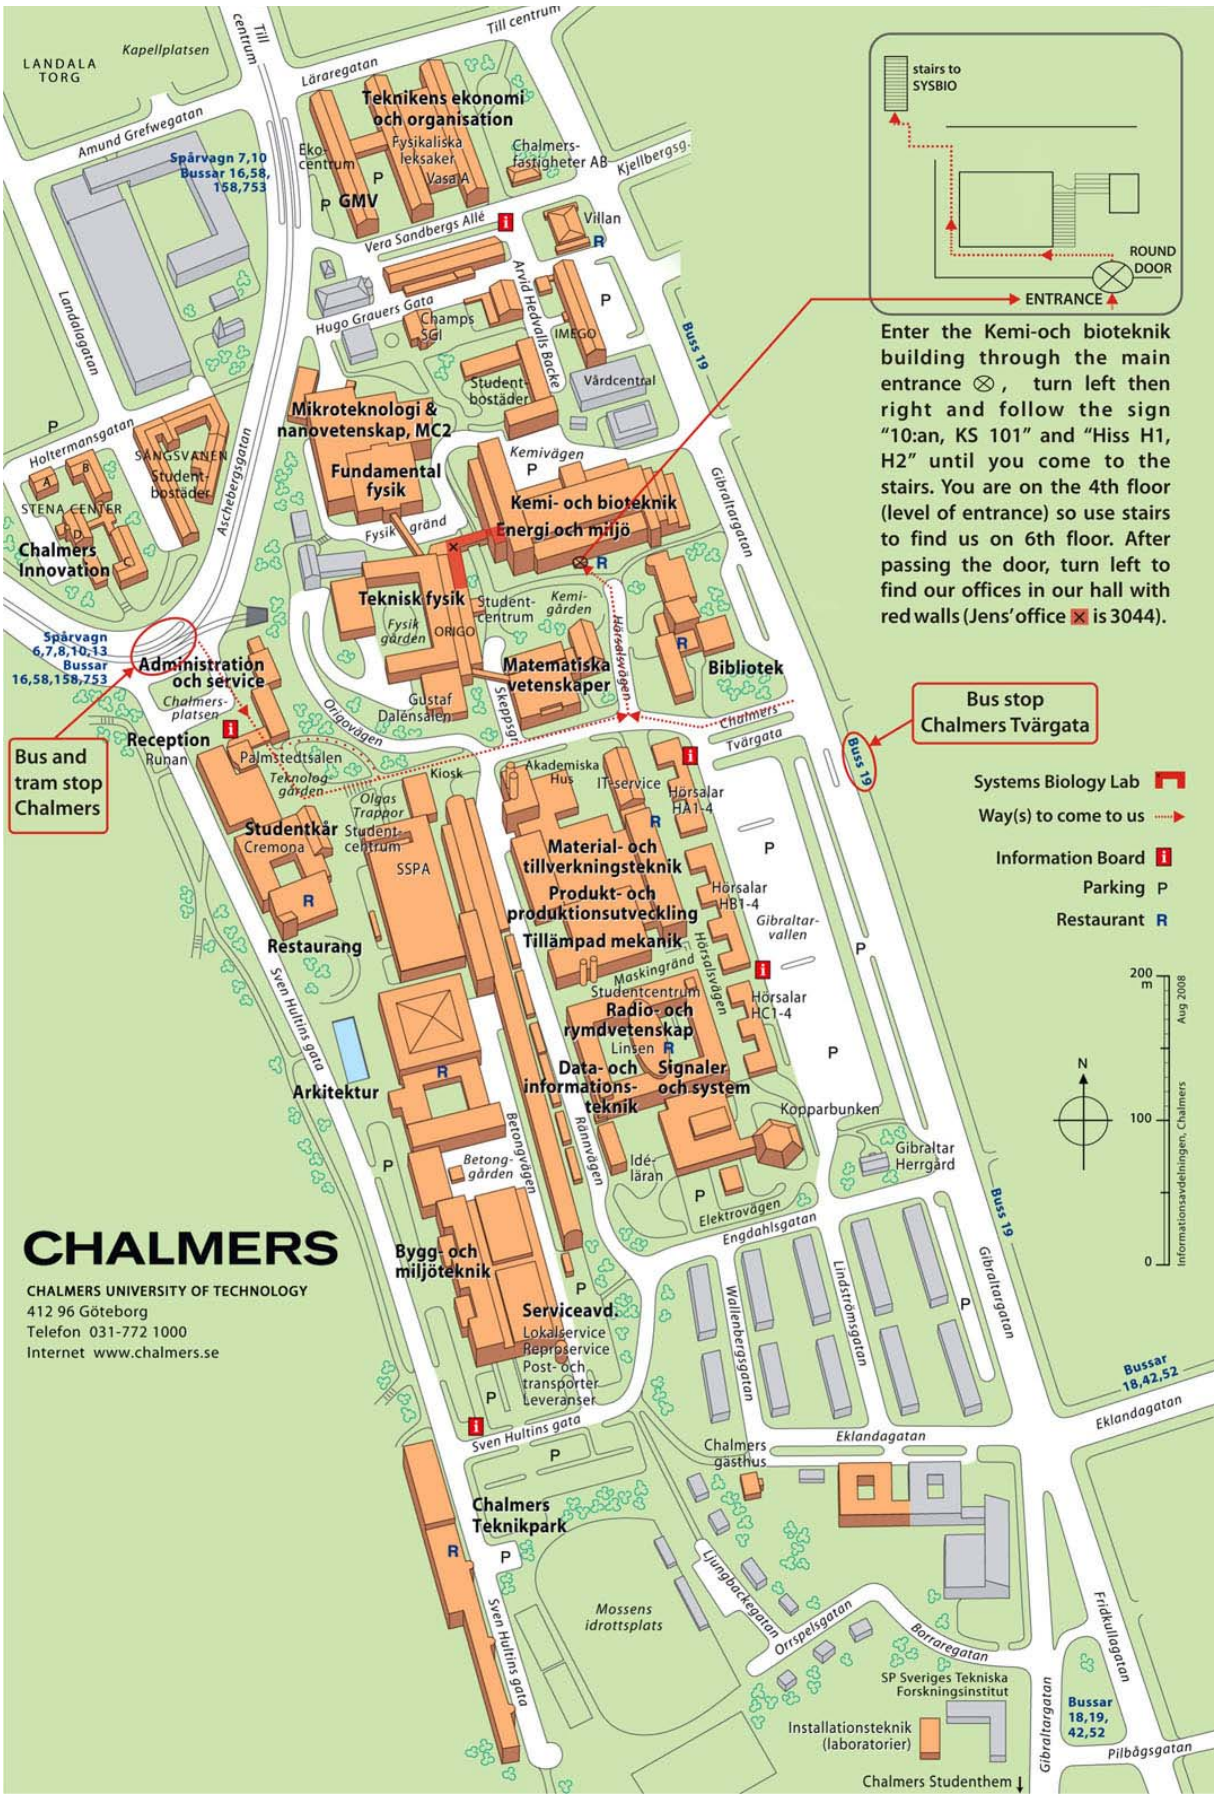 Till
centrum
Till centrum
LANDALA
TORG
Kapellplatsen
Läraregatan
Amund Grefwegatan
Teknikens ekonomi
och organisation
Eko-
centrum
Fysikaliska
leksaker
Vasa A
Chalmers-
fastigheter AB
Kjellbergsg.
Spårvagn 7,10
Bussar 16,58,
158,753
P
P
GMV
Vera Sandbergs Allé
i
Villan
R
Landalagatan
Hugo Grauers Gata
Arvid Hedvalls Backe
P
Champs
SGI
IMEGO
Buss 19
Student-
bostäder
Vårdcentral
Mikroteknologi &
nanovetenskap, MC2
Fundamental
fysik
Kemivägen
P
P
Holtermansgatan
SÄNGSVANEN
Student-
bostäder
Aschebergsgatan
A
B
STENA CENTER
D
C
Chalmers
Innovation
Gibraltargatan
Kemi- och bioteknik
Energi och miljö
Fysik gränd
R
Teknisk fysik
Fysik
gården
ORIGO
Student-
centrum
Kemi-
gården
Hörsalsvägen
R
Spårvagn
6,7,8,10,13
Bussar
16,58,158,753
Administration
och service
Chalmers-
platsen
Matematiska
vetenskaper
Bibliotek
Gustaf
Dalénsalen
Skeppsgr
Origovägen
Chalmers
Tvärgata
Reception
Runan
i
Palmstedtsalen
Teknolog-
gården
Kiosk
Akademiska
Hus
IT-service
i
Hörsalar
HA1-4
Buss 19
Bus and
tram stop
Chalmers
Olgas
Trappor
Studentkår
Cremona
Student-
centrum
SSPA
R
R
Material- och
tillverkningsteknik
Produkt- och
produktionsutveckling
Tillämpad mekanik
P
Hörsalar
HB1-4
Gibraltar-
vallen
P
Restaurang
Maskingränd
Hörsalsvägen
i
Studentcentrum
Radio- och
rymdvetenskap
Linsen R
Hörsalar
HC1-4
Sven Hultins gata
Data- och
informations-
teknik
Signaler
och system
P
Arkitektur
R
Kopparbunken
Betongvägen
Rännvägen
Betong-
gården
P
Idé-
läran
P
Gibraltar
Herrgård
Elektrovägen
Engdahlsgatan
Buss 19
Bygg- och
miljöteknik
Wallenbergsgatan
Lindströmsgatan
Gibraltargatan
P
P
Serviceavd.
Lokalservice
Reproservice
Post- och
transporter
Leveranser
P
i
Sven Hultins gata
P
Bussar
18,42,52
Eklandagatan
Eklandagatan
Chalmers
gästhus
Chalmers
Teknikpark
R
P
Sven Hultins gata
Mossens
idrottsplats
Ljungbackegatan
Orrspelsgatan
Borraregatan
Fridkullagatan
SP Sveriges Tekniska
Forskningsinstitut
Installationsteknik
(laboratorier)
Gibraltargatan
Bussar
18,19,
42,52
Pilbågsgatan
Chalmers Studenthem
stairs to
SYSBIO
ROUND
DOOR
ENTRANCE
Enter the Kemi-och bioteknik
building through the main
entrance ⊗ , turn left then
right and follow the sign
“10:an, KS 101” and “Hiss H1,
H2” until you come to the
stairs. You are on the 4th floor
(level of entrance) so use stairs
to find us on 6th floor. After
passing the door, turn left to
find our offices in our hall with
red walls (Jens’ office × is 3044).
Bus stop
Chalmers Tvärgata
Systems Biology Lab
Way(s) to come to us
Information Board i
Parking P
Restaurant R
200
m
100
0
Aug 2008
Informationsavdelningen, Chalmers
N
CHALMERS
CHALMERS UNIVERSITY OF TECHNOLOGY
412 96 Göteborg
Telefon 031-772 1000
Internet www.chalmers.se